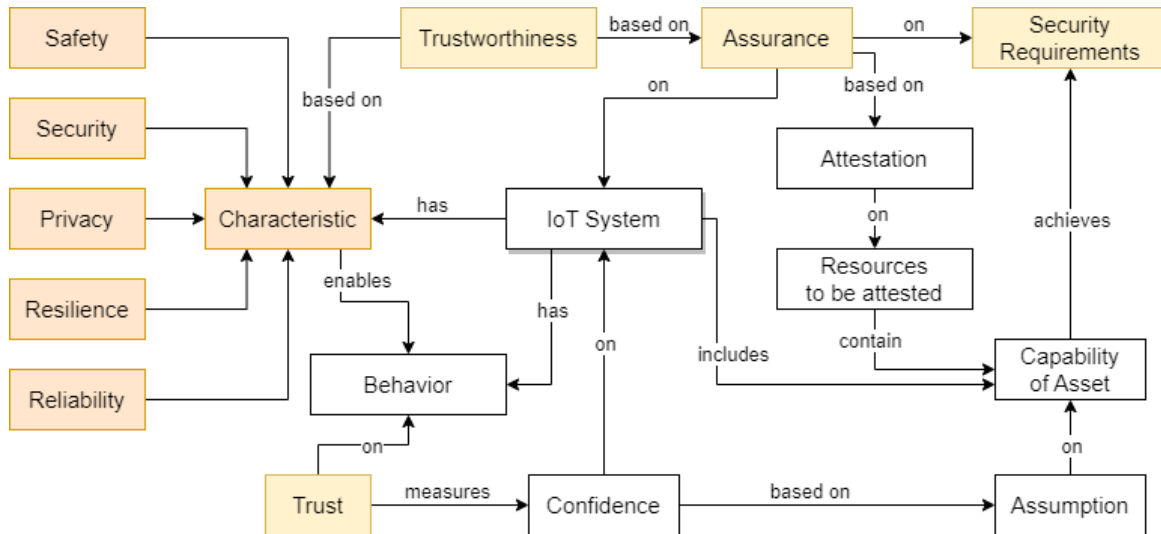 Safety
Trustworthiness
based on
Assurance
on
Security
Requirements
based on
on
based on
Security
Attestation
Privacy
Characteristic
has
IoT System
on
achieves
Resources
to be attested
Resilience
enables
has
on
includes
contain
Capability
of Asset
Behavior
Reliability
on
on
Trust
measures
Confidence
based on
Assumption